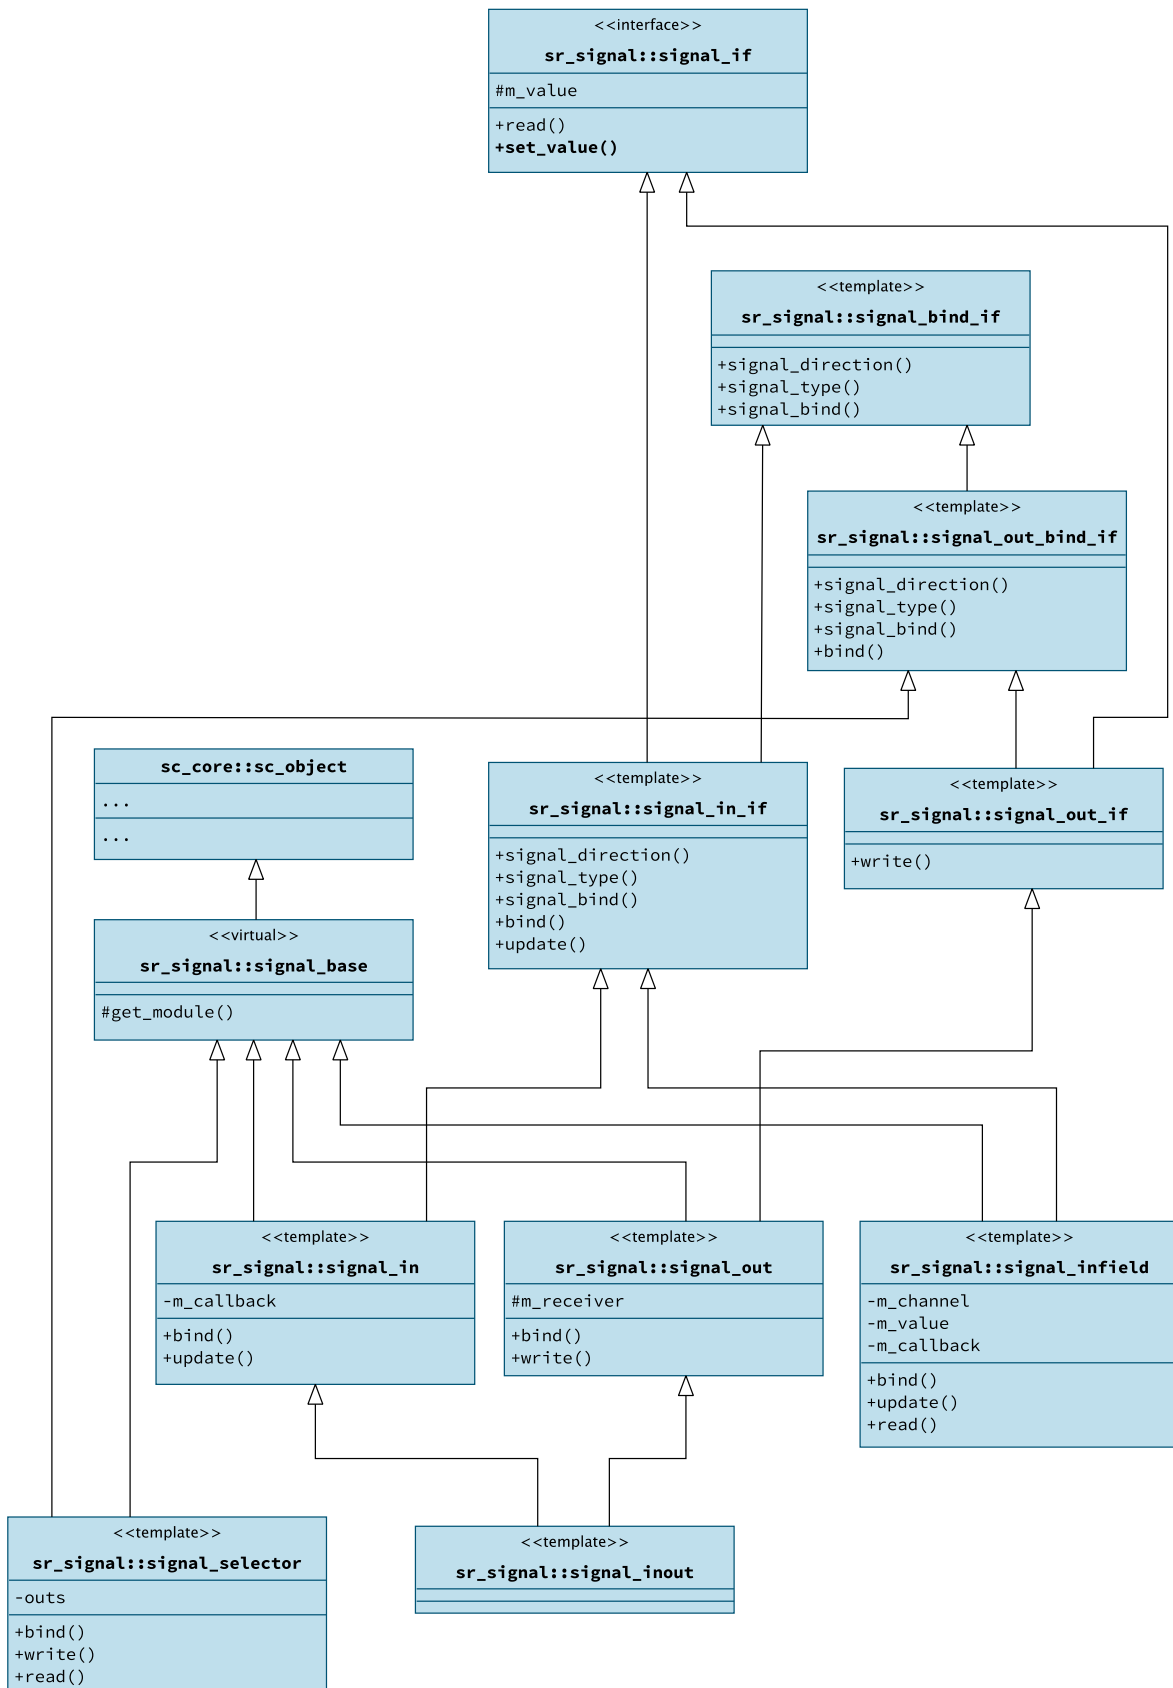 <<interface>>
sr_signal::signal_if
#m_value
+read()
+set_value()
<<template>>
sr_signal::signal_bind_if
+signal_direction()
+signal_type()
+signal_bind()
<<template>>
sr_signal::signal_out_bind_if
+signal_direction()
+signal_type()
+signal_bind()
+bind()
sc_core::sc_object
...
...
<<template>>
sr_signal::signal_in_if
+signal_direction()
+signal_type()
+signal_bind()
+bind()
+update()
<<template>>
sr_signal::signal_out_if
+write()
<<virtual>>
sr_signal::signal_base
#get_module()
<<template>>
sr_signal::signal_in
-m_callback
+bind()
+update()
<<template>>
sr_signal::signal_out
#m_receiver
+bind()
+write()
<<template>>
sr_signal::signal_infield
-m_channel
-m_value
-m_callback
+bind()
+update()
+read()
<<template>>
sr_signal::signal_selector
-outs
+bind()
+write()
+read()
<<template>>
sr_signal::signal_inout